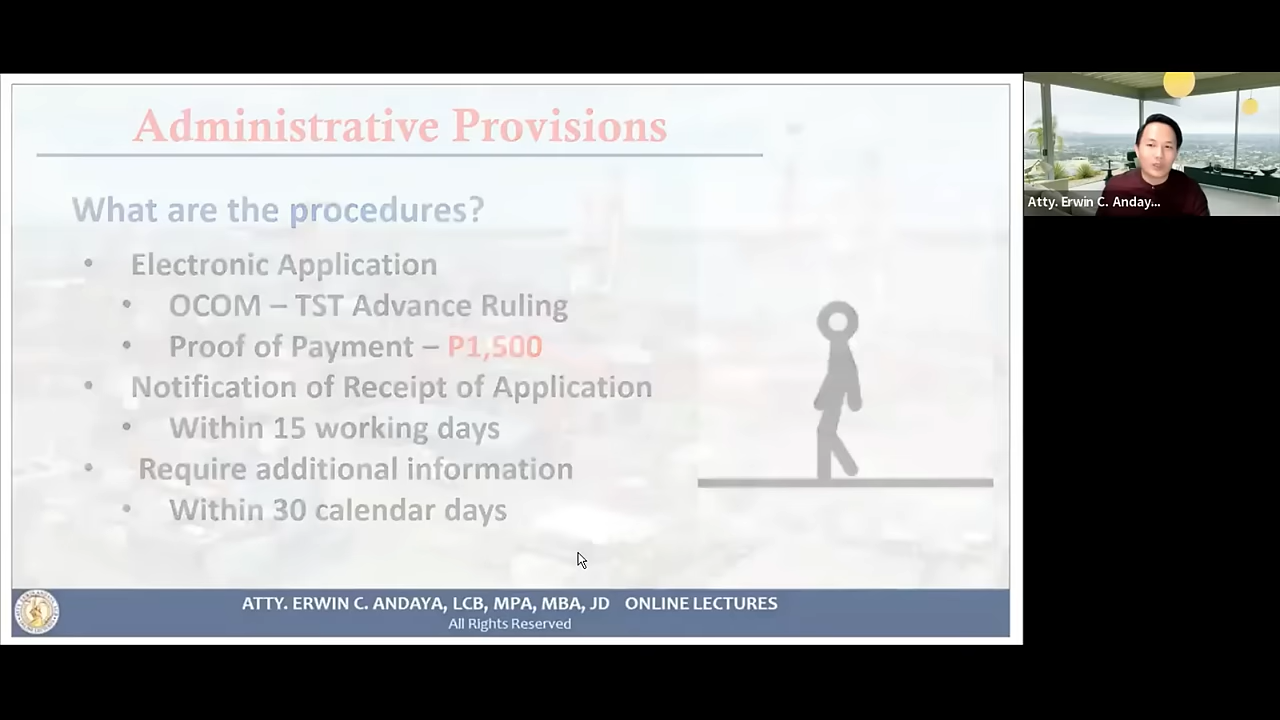 Administrative Provisions
What are the procedures?
• Electronic Application
• OCOM – TST Advance Ruling
• Proof of Payment – P1,500
• Notification of Receipt of Application
• Within 15 working days
• Require additional information
• Within 30 calendar days
ATTY. ERWIN C. ANDAYA, LCB, MPA, MBA, JD ONLINE LECTURES
All Rights Reserved
Atty. Erwin C. Anday...